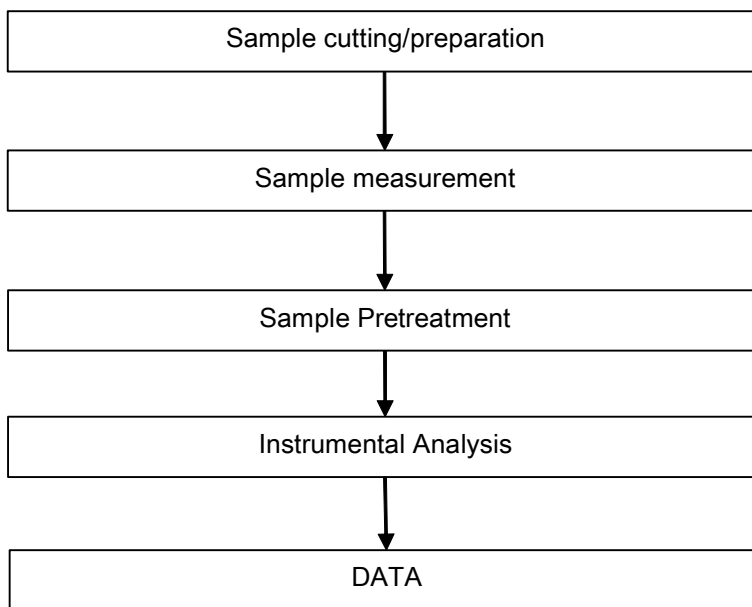 Sample cutting/preparation
Sample measurement
Sample Pretreatment
Instrumental Analysis
DATA